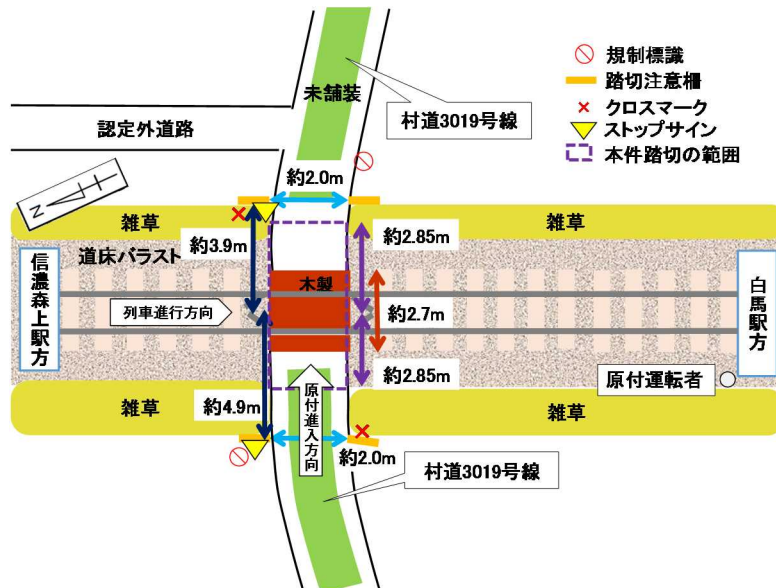 規制標識
踏切注意柵
クロスマーク
ストップサイン
本件踏切の範囲
未舗装
村道3019号線
認定外道路
約2.0m
N
雑草
雑草
約3.9m
約2.85m
道床バラスト
木製
信濃森上駅方
列車進行方向
約2.7m
白馬駅方
約2.85m
原付運転者
雑草
約4.9m
原付進入方向
雑草
約2.0m
村道3019号線